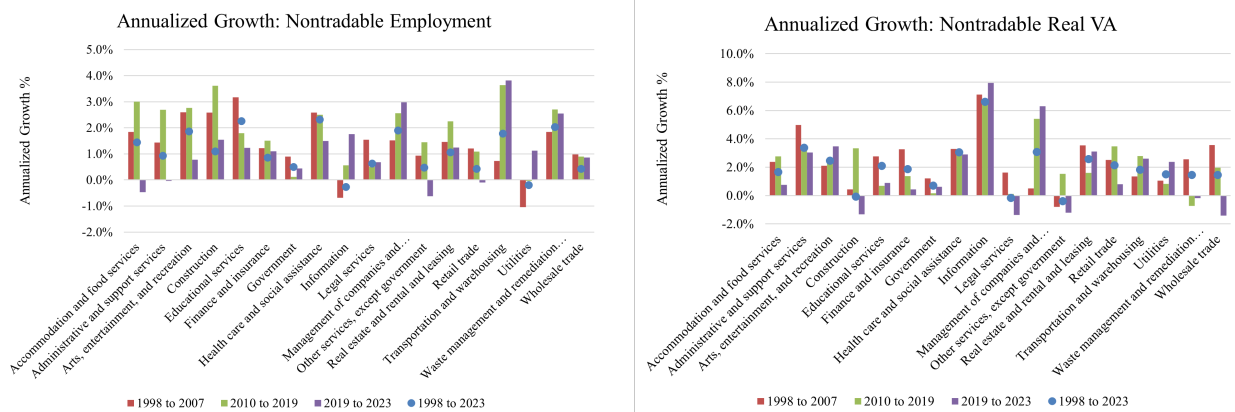 Annualized Growth: Nontradable Employment
Annualized Growth %
5.0%
4.0%
3.0%
2.0%
1.0%
0.0%
-1.0%
-2.0%
Accommodation and food services
Administrative and support services
Arts, entertainment, and recreation
Construction
Educational services
Finance and insurance
Government
Health care and social assistance
Information
Legal services
Management of companies and…
Other services, except government
Real estate and rental and leasing
Retail trade
Transportation and warehousing
Utilities
Waste management and remediation…
Wholesale trade
1998 to 2007 2010 to 2019 2019 to 2023 1998 to 2023
Annualized Growth: Nontradable Real VA
Annualized Growth %
10.0%
8.0%
6.0%
4.0%
2.0%
0.0%
-2.0%
Accommodation and food services
Administrative and support services
Arts, entertainment, and recreation
Construction
Educational services
Finance and insurance
Government
Health care and social assistance
Information
Legal services
Management of companies and…
Other services, except government
Real estate and rental and leasing
Retail trade
Transportation and warehousing
Utilities
Waste management and remediation…
Wholesale trade
1998 to 2007 2010 to 2019 2019 to 2023 1998 to 2023